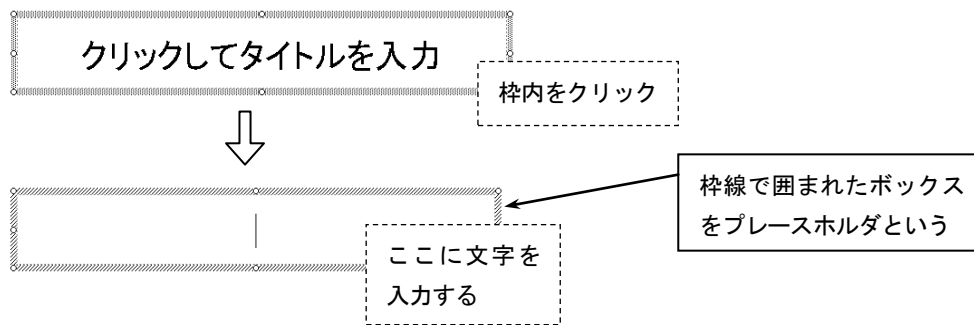 クリックしてタイトルを入力
枠内をクリック
枠線で囲まれたボックス
をプレースホルダという
ここに文字を
入力する